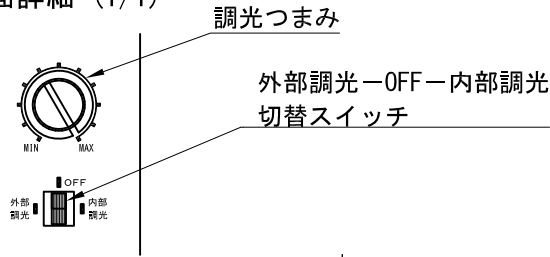 詳細 (1/1)
調光つまみ
外部調光－OFF－内部調光
切替スイッチ
MIN MAX
OFF
外部 内部
調光 調光